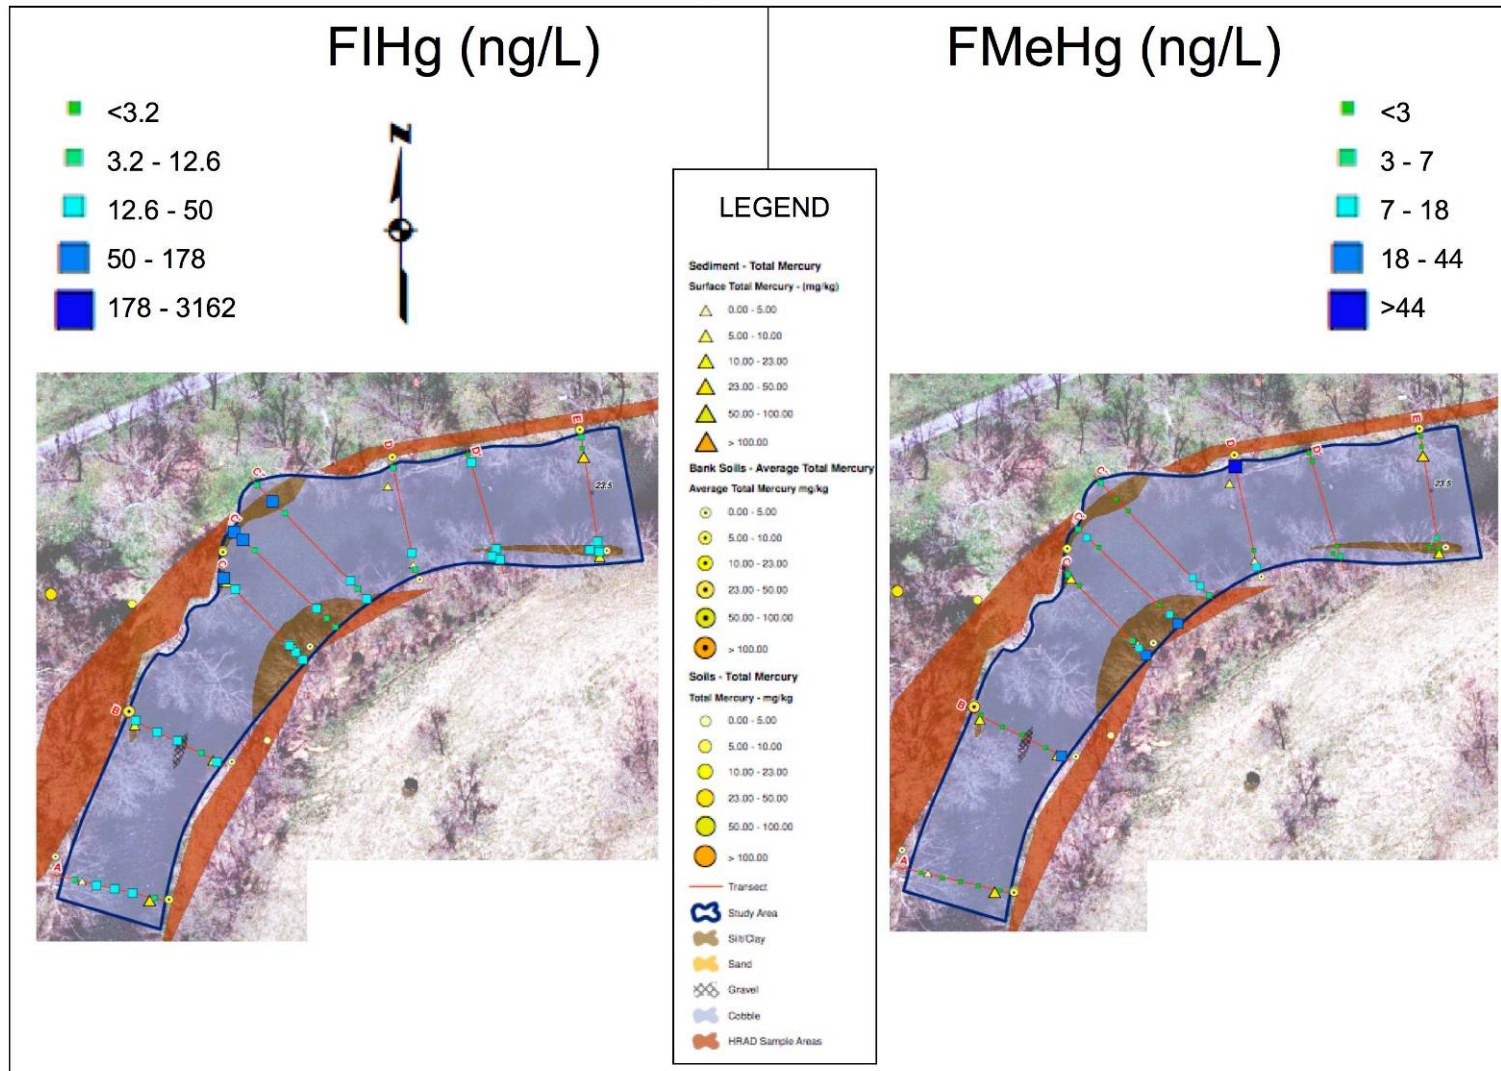 FIHg (ng/L)
<3.2
3.2 - 12.6
12.6 - 50
50 - 178
178 - 3162
N
FMeHg (ng/L)
<3
3 - 7
7 - 18
18 - 44
>44
LEGEND
Sediment - Total Mercury
Surface Total Mercury - (mg/kg)
0.00 - 5.00
5.00 - 10.00
10.00 - 23.00
23.00 - 50.00
50.00 - 100.00
> 100.00
Bank Soils - Average Total Mercury
Average Total Mercury mg/kg
0.00 - 5.00
5.00 - 10.00
10.00 - 23.00
23.00 - 50.00
50.00 - 100.00
> 100.00
Soils - Total Mercury
Total Mercury - mg/kg
0.00 - 5.00
5.00 - 10.00
10.00 - 23.00
23.00 - 50.00
50.00 - 100.00
> 100.00
Transect
Study Area
Silt/Clay
Sand
Gravel
Cobble
HRAD Sample Areas
E
D'
D
C
B
A
23.5
E
D'
D
C
B
A
23.5